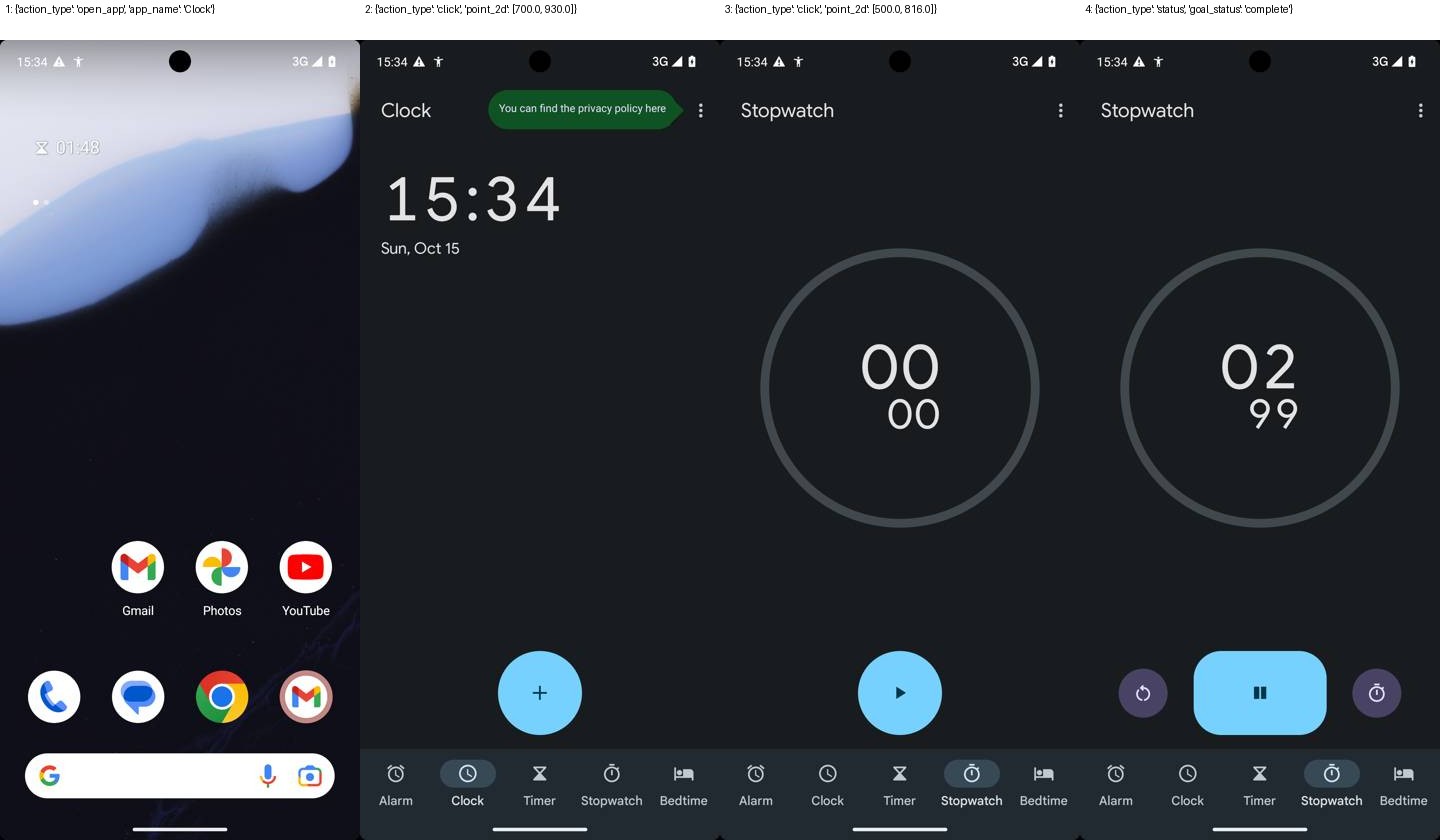 1: {'action_type': 'open_app', 'app_name': 'Clock'}
2: {'action_type': 'click', 'point_2d': [700.0, 930.0]}
3: {'action_type': 'click', 'point_2d': [500.0, 816.0]}
4: {'action_type': 'status', 'goal_status': 'complete'}
15:34
3G
01:48
Gmail
Photos
YouTube
15:34
3G
Clock
You can find the privacy policy here
15:34
Sun, Oct 15
Alarm
Clock
Timer
Stopwatch
Bedtime
15:34
3G
Stopwatch
00
00
Alarm
Clock
Timer
Stopwatch
Bedtime
15:34
3G
Stopwatch
02
99
Alarm
Clock
Timer
Stopwatch
Bedtime